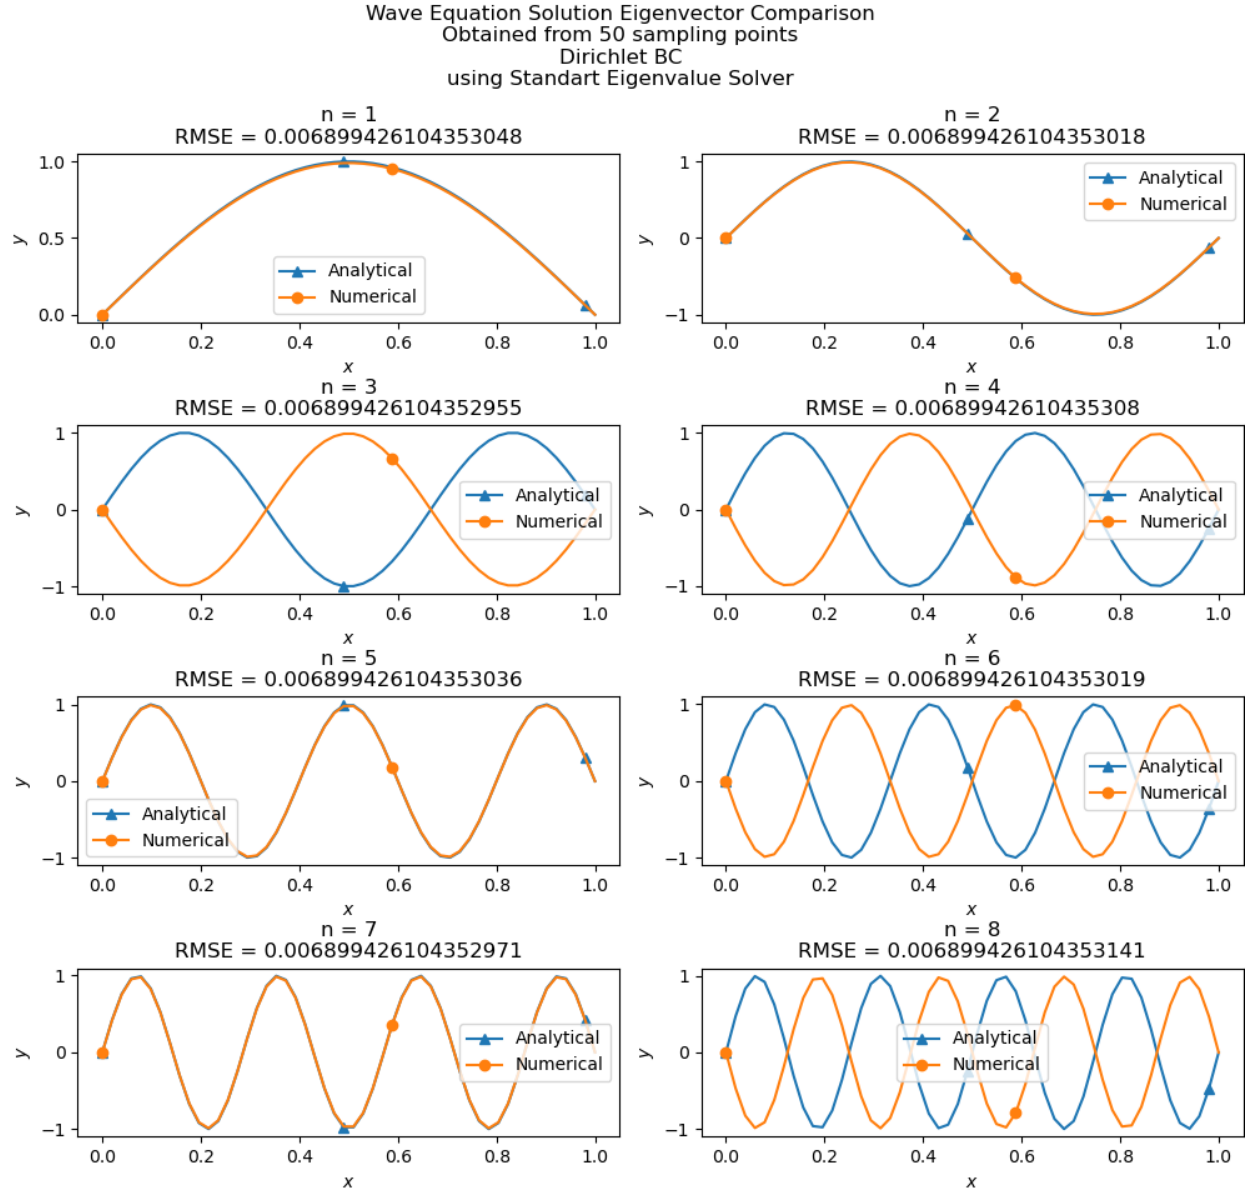 Wave Equation Solution Eigenvector Comparison
Obtained from 50 sampling points
Dirichlet BC
using Standart Eigenvalue Solver
n = 1
RMSE = 0.006899426104353048
1.0
0.5
0.0
y
Analytical
Numerical
0.0 0.2 0.4 0.6 0.8 1.0
x
n = 2
RMSE = 0.006899426104353018
1
0
−1
y
Analytical
Numerical
0.0 0.2 0.4 0.6 0.8 1.0
x
n = 3
RMSE = 0.006899426104352955
1
0
−1
y
Analytical
Numerical
0.0 0.2 0.4 0.6 0.8 1.0
x
n = 4
RMSE = 0.00689942610435308
1
0
−1
y
Analytical
Numerical
0.0 0.2 0.4 0.6 0.8 1.0
x
n = 5
RMSE = 0.006899426104353036
1
0
−1
y
Analytical
Numerical
0.0 0.2 0.4 0.6 0.8 1.0
x
n = 6
RMSE = 0.006899426104353019
1
0
−1
y
Analytical
Numerical
0.0 0.2 0.4 0.6 0.8 1.0
x
n = 7
RMSE = 0.006899426104352971
1
0
−1
y
Analytical
Numerical
0.0 0.2 0.4 0.6 0.8 1.0
x
n = 8
RMSE = 0.006899426104353141
1
0
−1
y
Analytical
Numerical
0.0 0.2 0.4 0.6 0.8 1.0
x